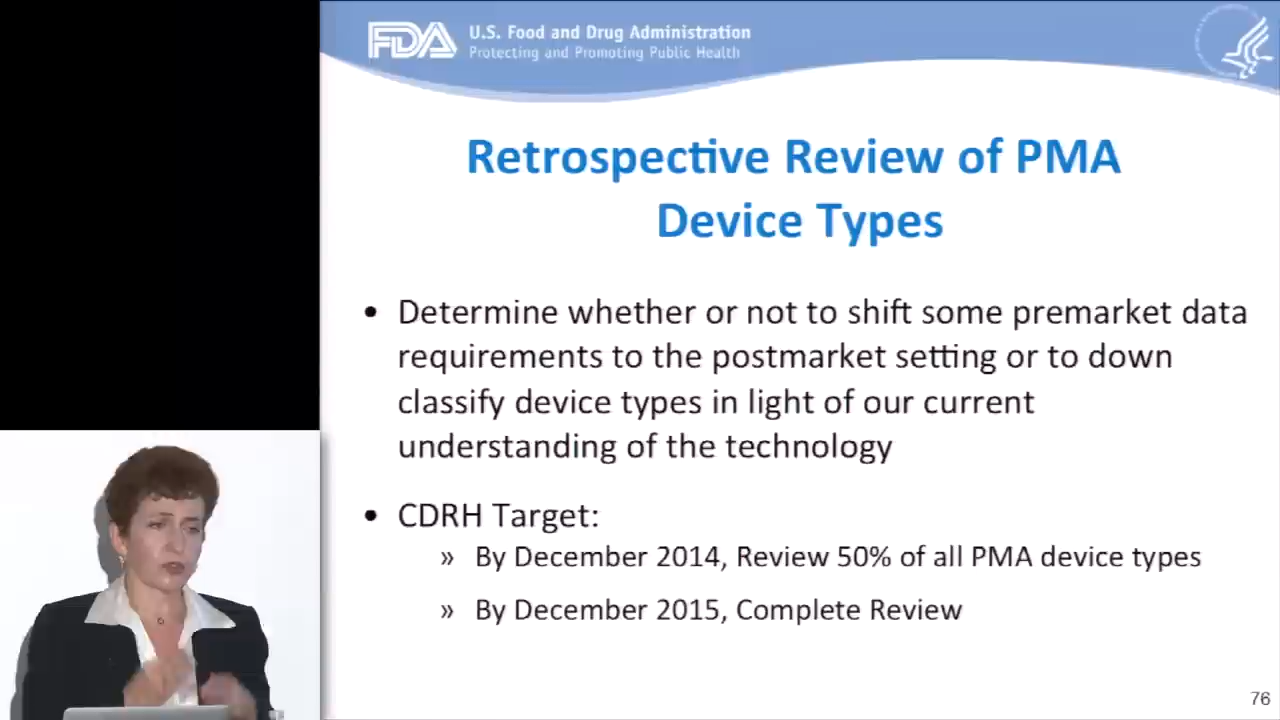 FDA
U.S. Food and Drug Administration
Protecting and Promoting Public Health
Retrospective Review of PMA
Device Types
• Determine whether or not to shift some premarket data
requirements to the postmarket setting or to down
classify device types in light of our current
understanding of the technology
• CDRH Target:
» By December 2014, Review 50% of all PMA device types
» By December 2015, Complete Review
76